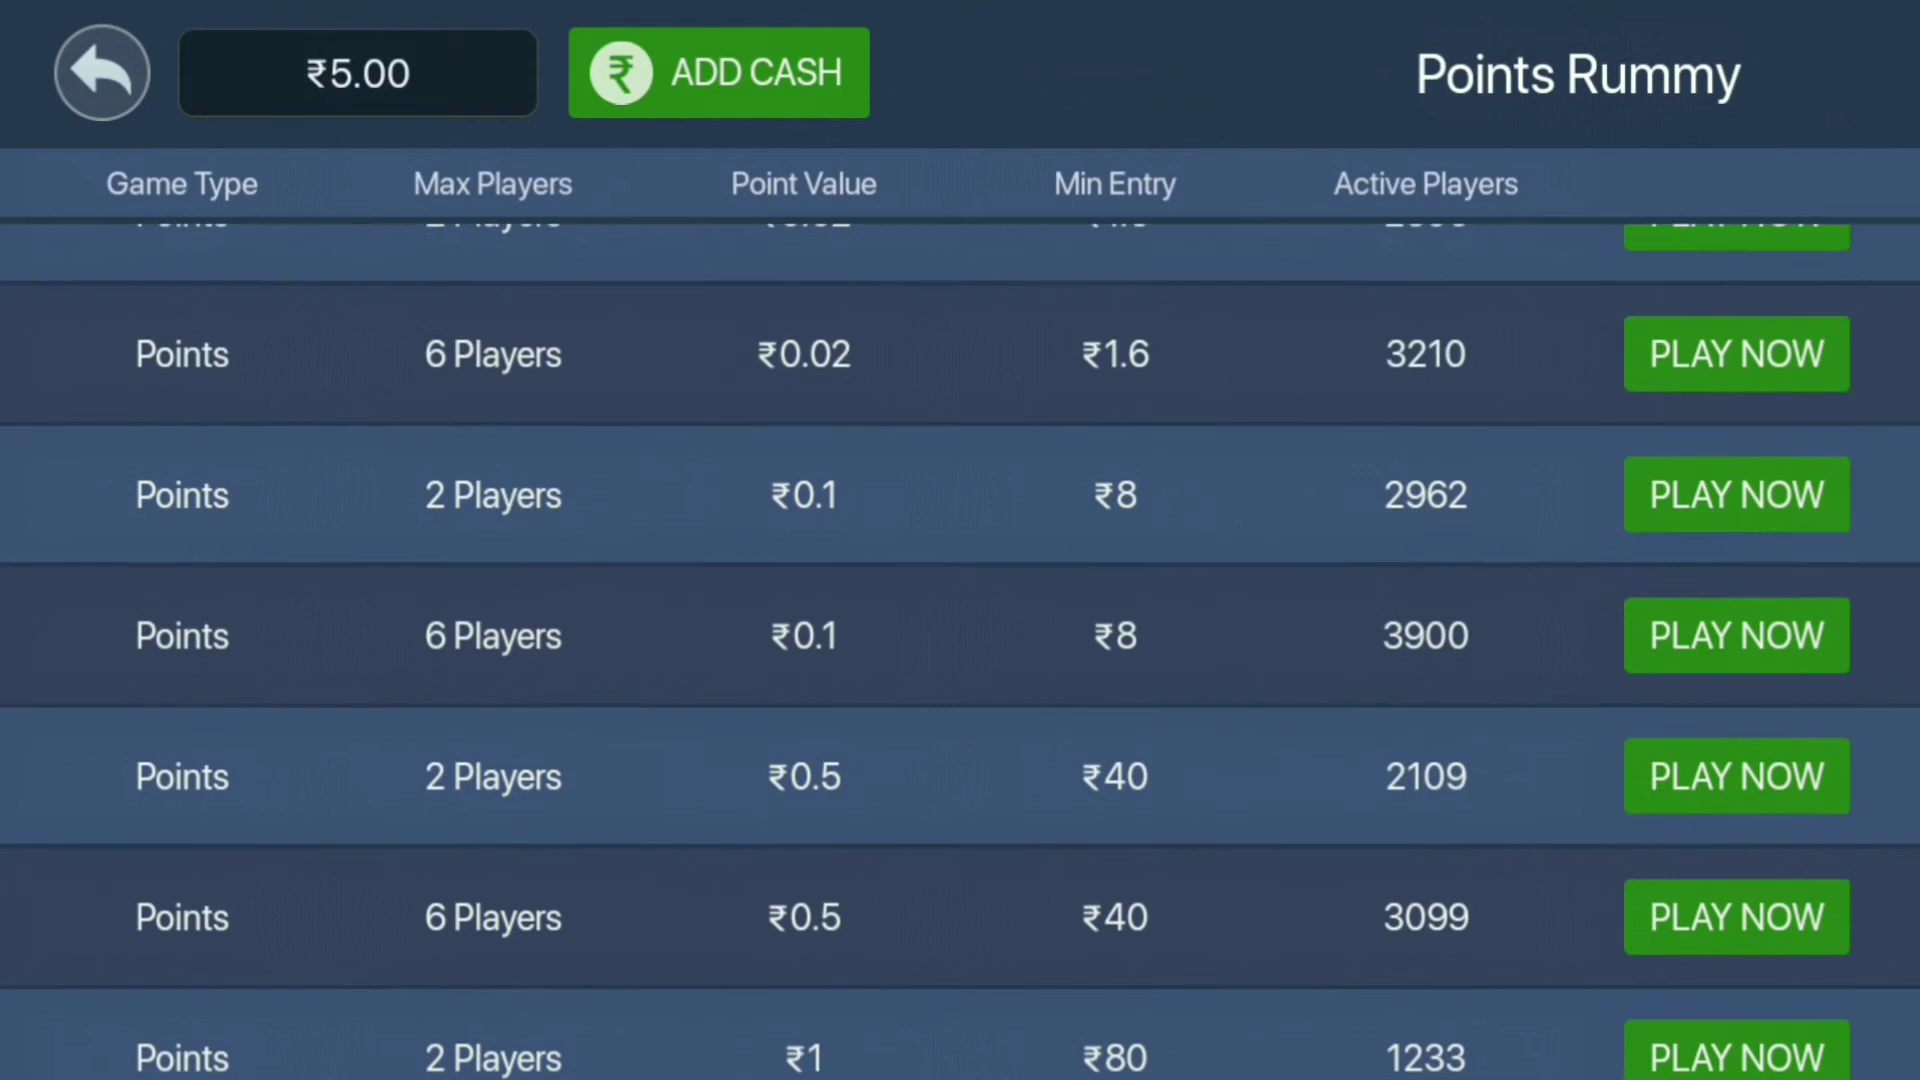 ₹5.00
₹ ADD CASH
Points Rummy
Game Type Max Players Point Value Min Entry Active Players
Points 6 Players ₹0.02 ₹1.6 3210 PLAY NOW
Points 2 Players ₹0.1 ₹8 2962 PLAY NOW
Points 6 Players ₹0.1 ₹8 3900 PLAY NOW
Points 2 Players ₹0.5 ₹40 2109 PLAY NOW
Points 6 Players ₹0.5 ₹40 3099 PLAY NOW
Points 2 Players ₹1 ₹80 1233 PLAY NOW